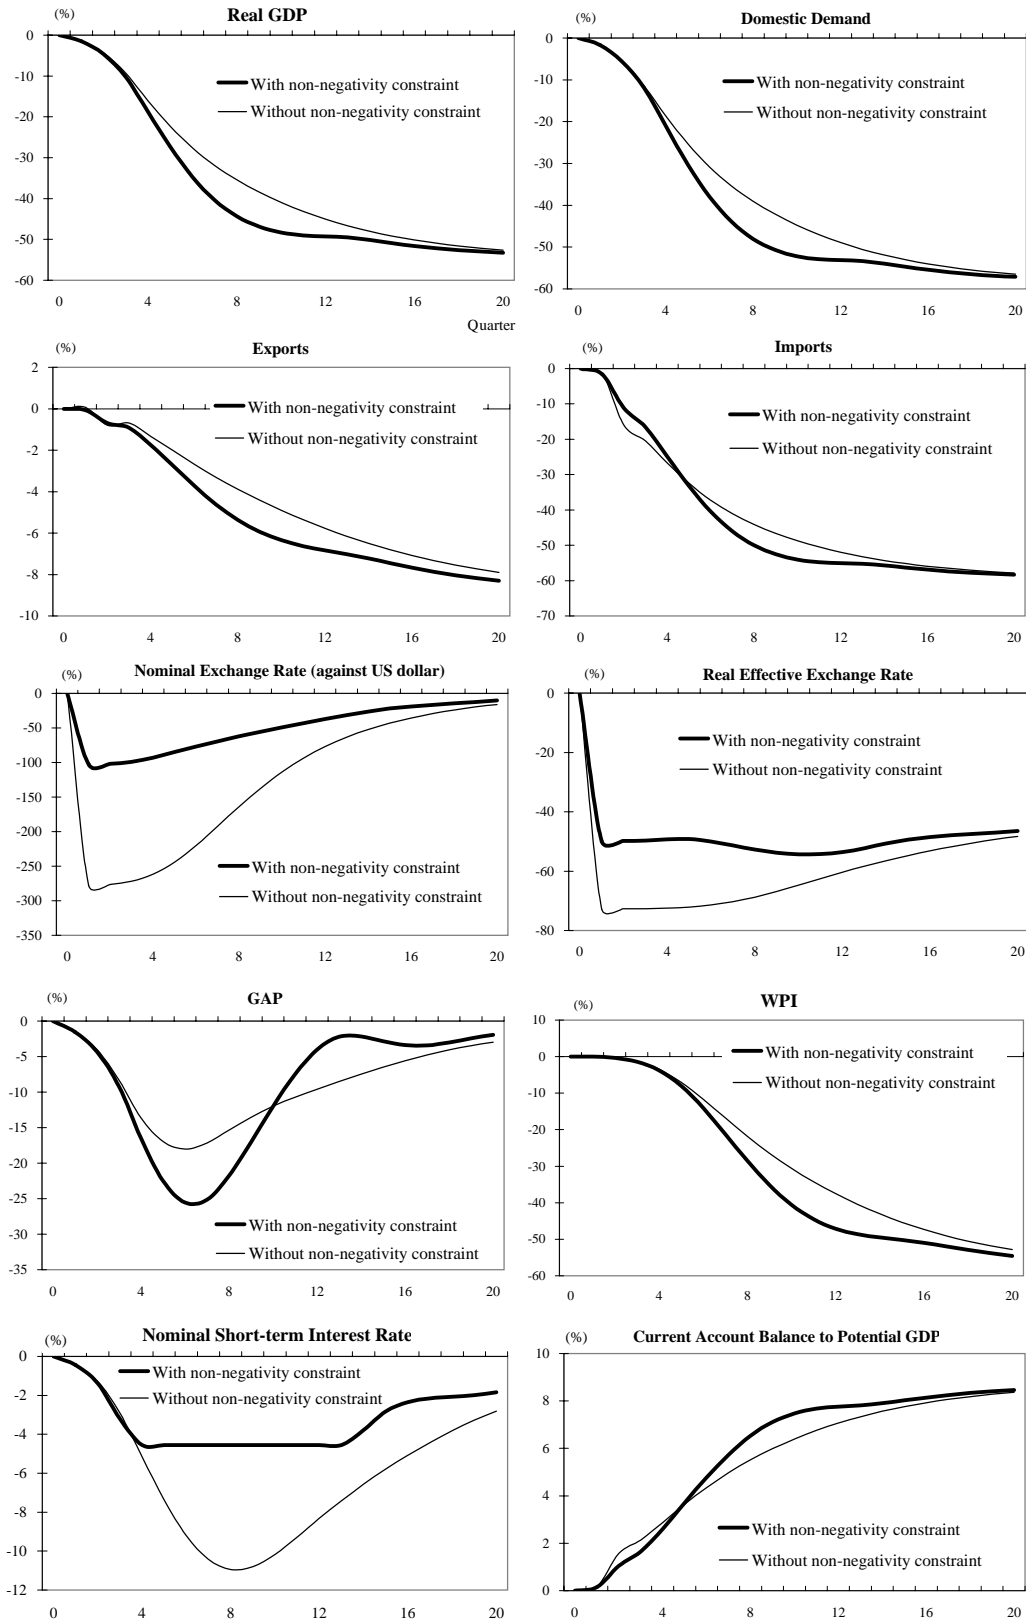 (%)
Real GDP
0
-10
-20
-30
-40
-50
-60
With non-negativity constraint
Without non-negativity constraint
0 4 8 12 16 20
Quarter
Domestic Demand
(%)
0
-10
-20
-30
-40
-50
-60
With non-negativity constraint
Without non-negativity constraint
0 4 8 12 16 20
(%)
Exports
2
0
-2
-4
-6
-8
-10
With non-negativity constraint
Without non-negativity constraint
0 4 8 12 16 20
(%)
Imports
0
-10
-20
-30
-40
-50
-60
-70
With non-negativity constraint
Without non-negativity constraint
0 4 8 12 16 20
(%)
Nominal Exchange Rate (against US dollar)
0
-50
-100
-150
-200
-250
-300
-350
With non-negativity constraint
Without non-negativity constraint
0 4 8 12 16 20
(%)
Real Effective Exchange Rate
0
-20
-40
-60
-80
With non-negativity constraint
Without non-negativity constraint
0 4 8 12 16 20
(%)
GAP
0
-5
-10
-15
-20
-25
-30
-35
With non-negativity constraint
Without non-negativity constraint
0 4 8 12 16 20
(%)
WPI
10
0
-10
-20
-30
-40
-50
-60
With non-negativity constraint
Without non-negativity constraint
0 4 8 12 16 20
(%)
Nominal Short-term Interest Rate
0
-2
-4
-6
-8
-10
-12
With non-negativity constraint
Without non-negativity constraint
0 4 8 12 16 20
(%)
Current Account Balance to Potential GDP
10
8
6
4
2
0
With non-negativity constraint
Without non-negativity constraint
0 4 8 12 16 20